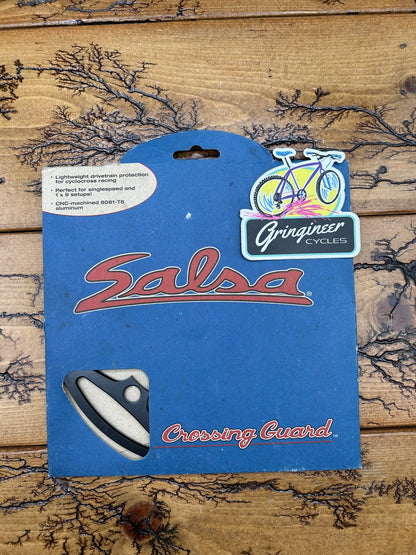 • Lightweight drivetrain protection
for cyclocross racing
• Perfect for singlespeed and
1 x 9 setups!
• CNC-machined 6061-T6
aluminum
Gringineer
CYCLES
Salsa®
Crossing Guard™